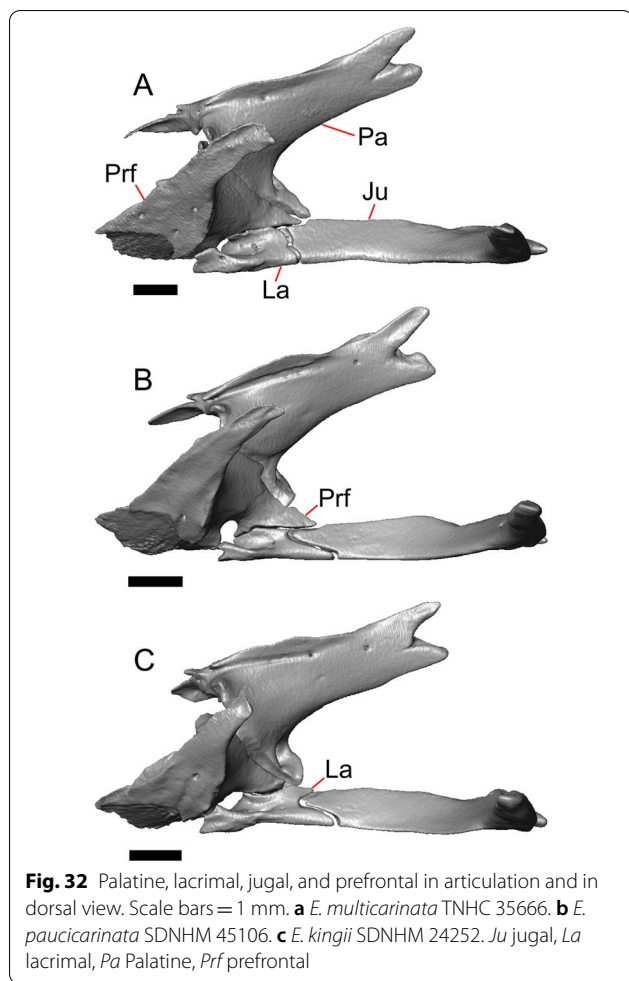 A
Pa
Prf
Ju
La
B
Prf
C
La
Fig. 32 Palatine, lacrimal, jugal, and prefrontal in articulation and in
dorsal view. Scale bars = 1 mm. a E. multicarinata TNHC 35666. b E.
paucicarinata SDNHM 45106. c E. kingii SDNHM 24252. Ju jugal, La
lacrimal, Pa Palatine, Prf prefrontal